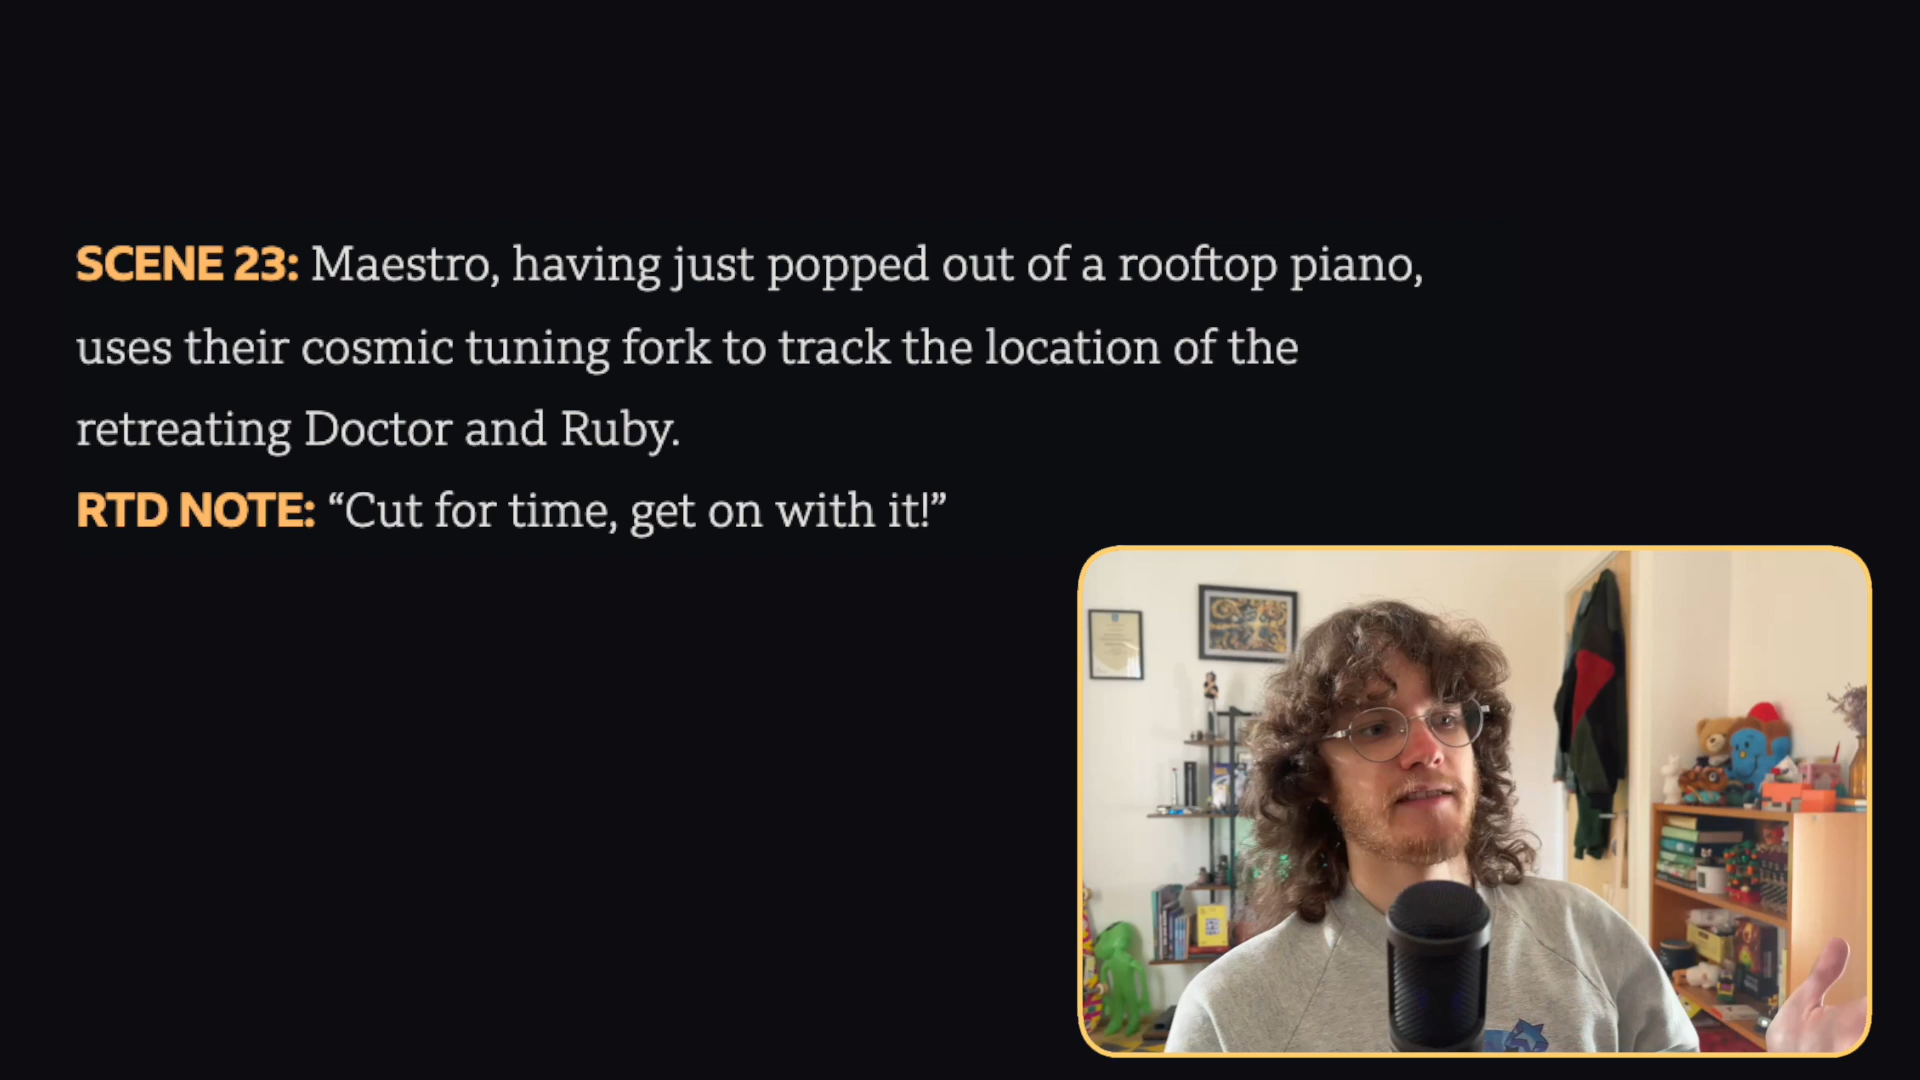 SCENE 23: Maestro, having just popped out of a rooftop piano,
uses their cosmic tuning fork to track the location of the
retreating Doctor and Ruby.
RTD NOTE: “Cut for time, get on with it!”